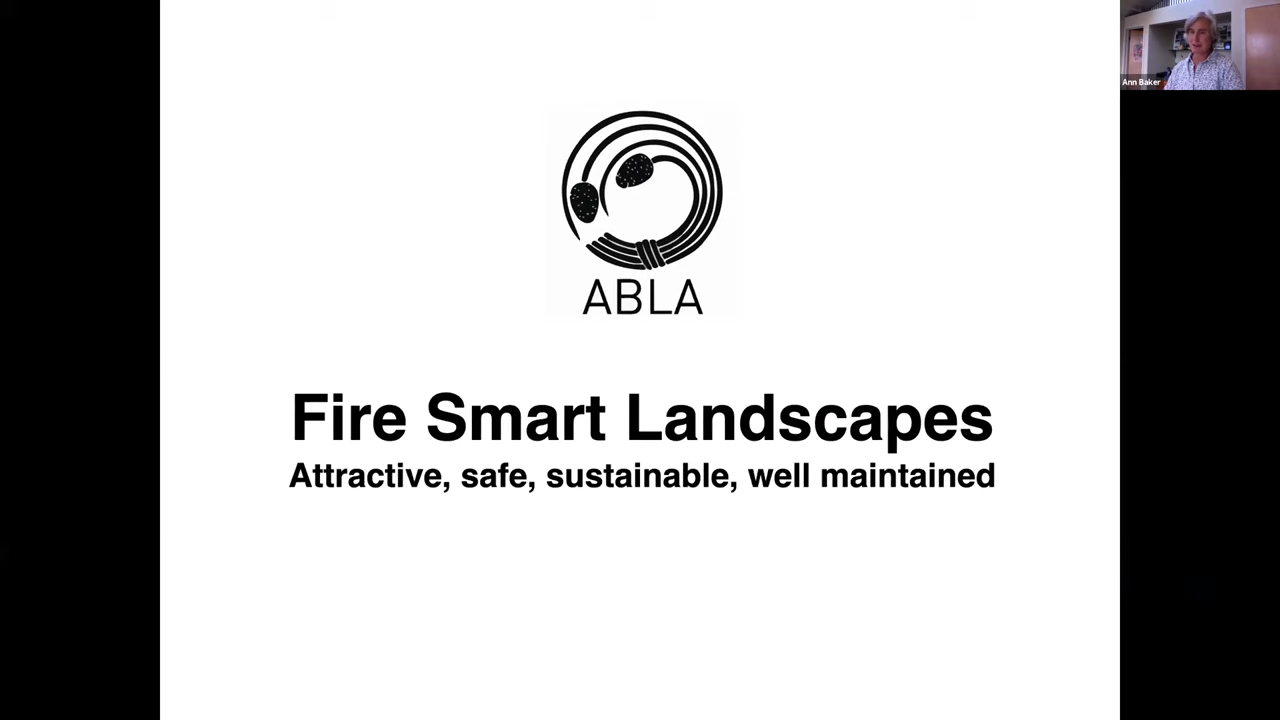 Ann Baker
ABLA
Fire Smart Landscapes
Attractive, safe, sustainable, well maintained